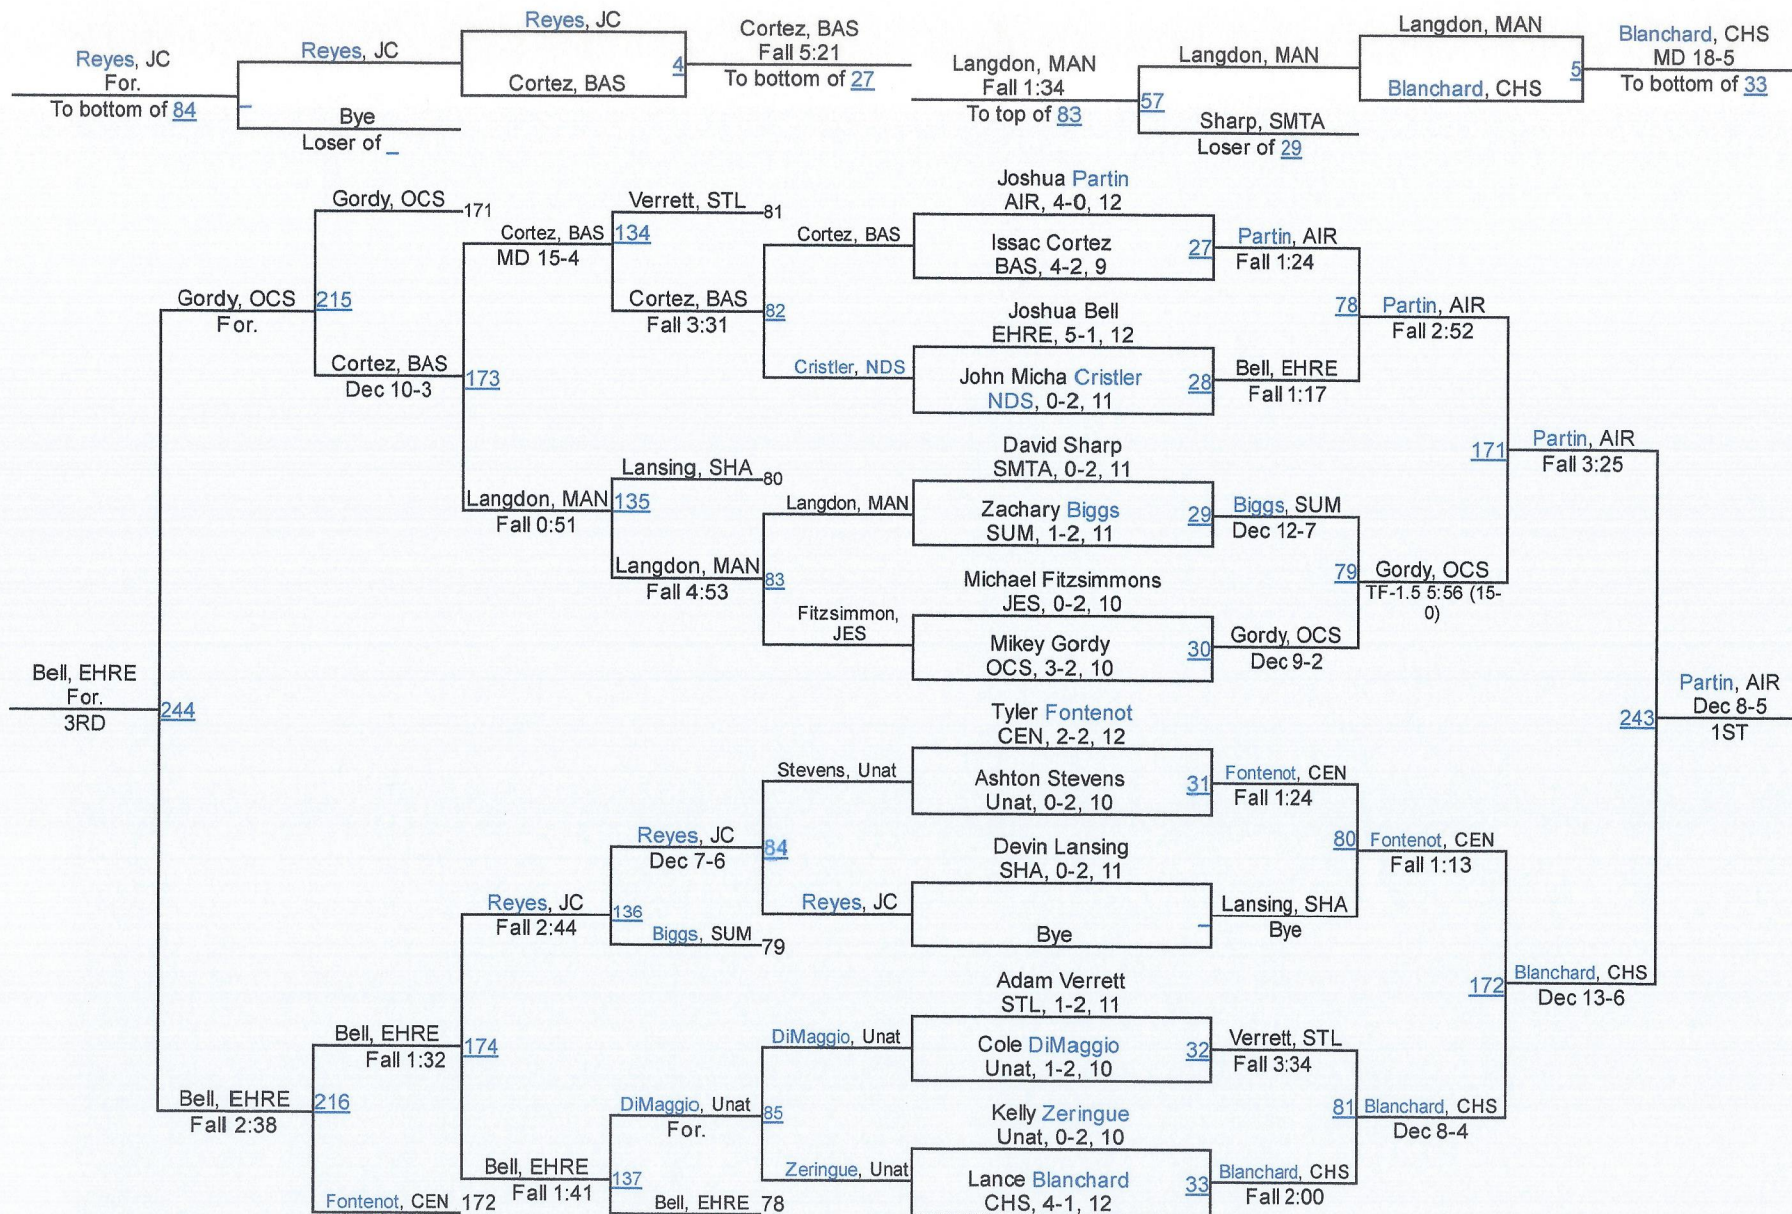 Reyes, JC
For.
To bottom of 84
Reyes, JC
Bye
Loser of _
Reyes, JC
Cortez, BAS
4
Cortez, BAS
Fall 5:21
To bottom of 27
Langdon, MAN
Fall 1:34
To top of 83
57
Langdon, MAN
Sharp, SMTA
Loser of 29
Langdon, MAN
Blanchard, CHS
5
Blanchard, CHS
MD 18-5
To bottom of 33
Bell, EHRE
For.
3RD
244
Gordy, OCS
For.
215
Gordy, OCS
171
Cortez, BAS
Dec 10-3
173
Cortez, BAS
MD 15-4
134
Verrett, STL
81
Cortez, BAS
Fall 3:31
82
Cortez, BAS
Cristler, NDS
Langdon, MAN
Fall 0:51
135
Lansing, SHA
80
Langdon, MAN
Fall 4:53
83
Langdon, MAN
Fitzsimmon,
JES
Bell, EHRE
Fall 2:38
216
Bell, EHRE
Fall 1:32
174
Fontenot, CEN
172
Reyes, JC
Fall 2:44
136
Reyes, JC
Dec 7-6
84
Biggs, SUM
79
Stevens, Unat
Reyes, JC
Bell, EHRE
Fall 1:41
137
DiMaggio, Unat
For.
85
Bell, EHRE
78
DiMaggio, Unat
Zeringue, Unat
Joshua Partin
AIR, 4-0, 12
Issac Cortez
BAS, 4-2, 9
27
Joshua Bell
EHRE, 5-1, 12
John Micha Cristler
NDS, 0-2, 11
28
David Sharp
SMTA, 0-2, 11
Zachary Biggs
SUM, 1-2, 11
29
Michael Fitzsimmons
JES, 0-2, 10
Mikey Gordy
OCS, 3-2, 10
30
Tyler Fontenot
CEN, 2-2, 12
Ashton Stevens
Unat, 0-2, 10
31
Devin Lansing
SHA, 0-2, 11
Bye
_
Adam Verrett
STL, 1-2, 11
Cole DiMaggio
Unat, 1-2, 10
32
Kelly Zeringue
Unat, 0-2, 10
Lance Blanchard
CHS, 4-1, 12
33
Partin, AIR
Fall 1:24
78
Bell, EHRE
Fall 1:17
Biggs, SUM
Dec 12-7
79
Gordy, OCS
Dec 9-2
Fontenot, CEN
Fall 1:24
80
Lansing, SHA
Bye
Verrett, STL
Fall 3:34
81
Blanchard, CHS
Fall 2:00
Partin, AIR
Fall 2:52
171
Gordy, OCS
TF-1.5 5:56 (15-
0)
Fontenot, CEN
Fall 1:13
172
Blanchard, CHS
Dec 8-4
Partin, AIR
Fall 3:25
243
Blanchard, CHS
Dec 13-6
Partin, AIR
Dec 8-5
1ST